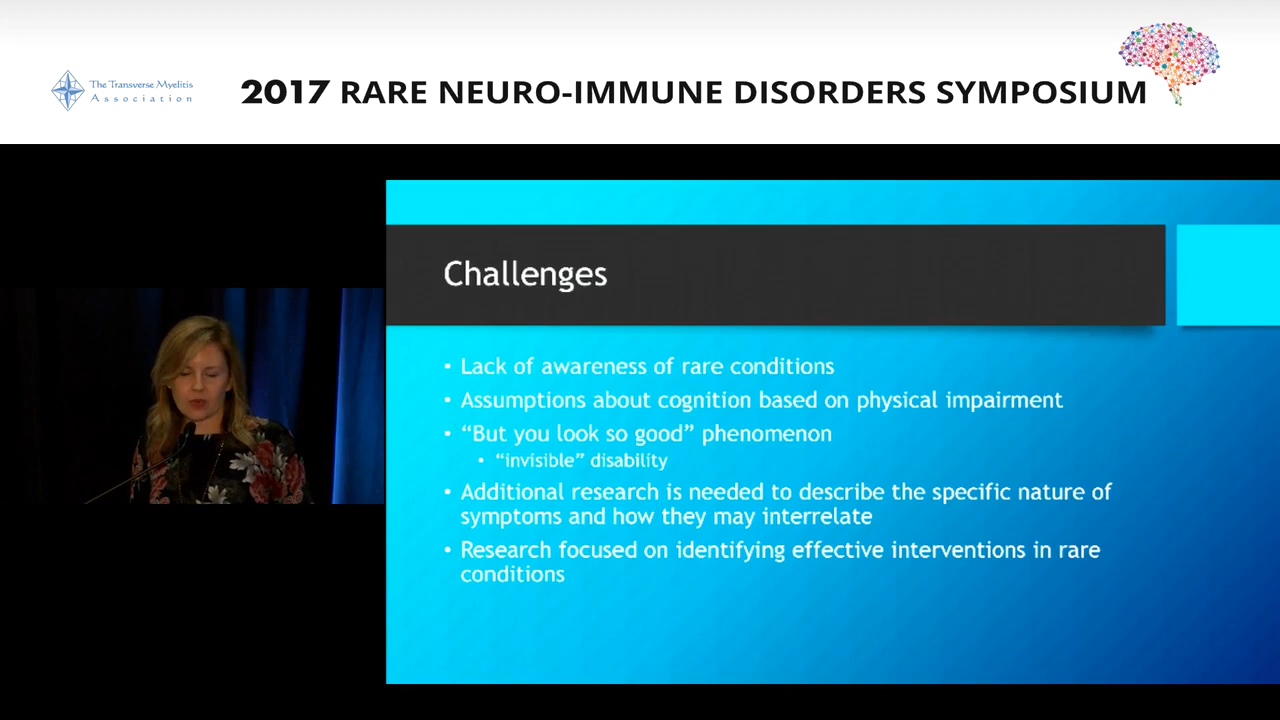 The Transverse Myelitis
Association
2017 RARE NEURO-IMMUNE DISORDERS SYMPOSIUM
Challenges
• Lack of awareness of rare conditions
• Assumptions about cognition based on physical impairment
• “But you look so good” phenomenon
• “invisible” disability
• Additional research is needed to describe the specific nature of
symptoms and how they may interrelate
• Research focused on identifying effective interventions in rare
conditions